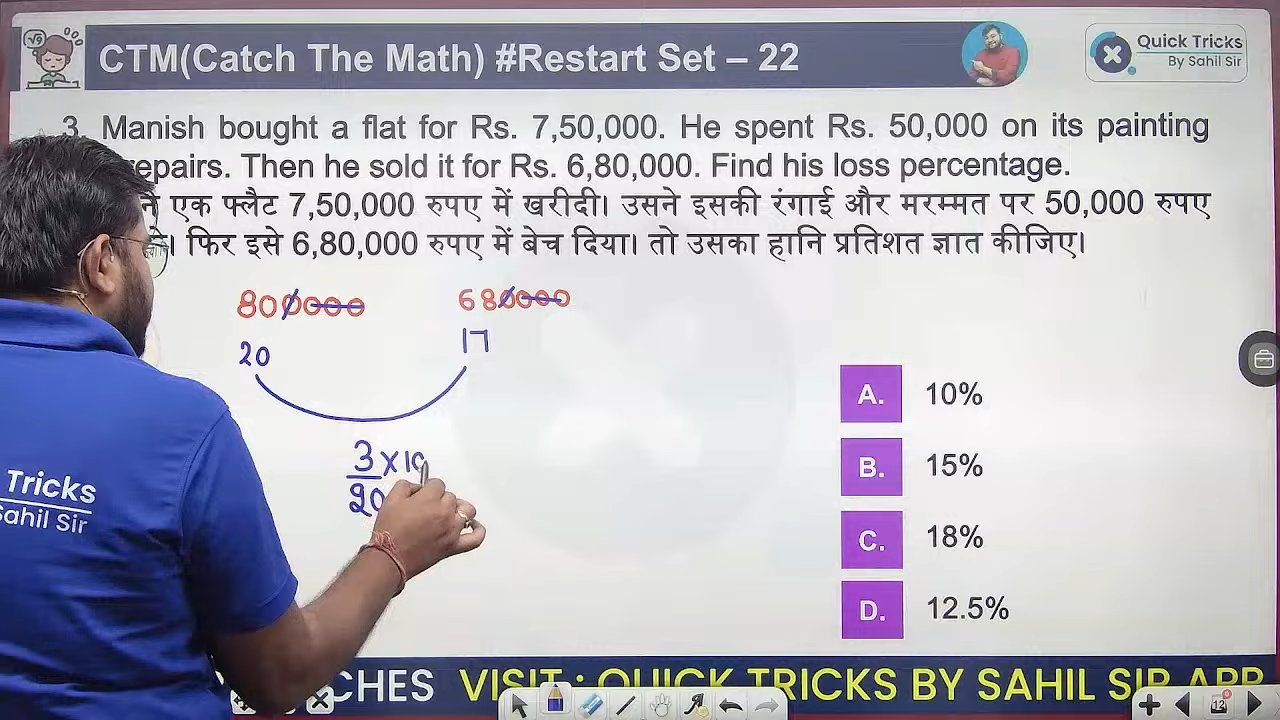 CTM(Catch The Math) #Restart Set – 22
Quick Tricks
By Sahil Sir
3. Manish bought a flat for Rs. 7,50,000. He spent Rs. 50,000 on its painting
repairs. Then he sold it for Rs. 6,80,000. Find his loss percentage.
ने एक फ्लैट 7,50,000 रुपए में खरीदी। उसने इसकी रंगाई और मरम्मत पर 50,000 रुपए
फिर इसे 6,80,000 रुपए में बेच दिया। तो उसका हानि प्रतिशत ज्ञात कीजिए।
800000 680000
20 17
3/20 × 10
A. 10%
B. 15%
C. 18%
D. 12.5%
Tricks
Sahil Sir
CHES VISIT : QUICK TRICKS BY SAHIL SIR APP